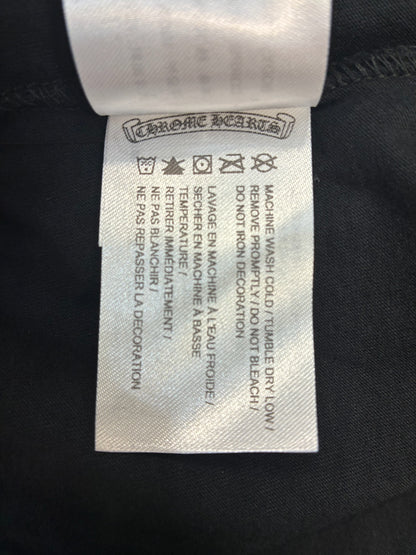 CHROME HEARTS
MACHINE WASH COLD / TUMBLE DRY LOW /
REMOVE PROMPTLY / DO NOT BLEACH /
DO NOT IRON DECORATION
LAVAGE EN MACHINE À L'EAU FROIDE /
SECHER EN MACHINE À BASSE
TEMPERATURE /
RETIRER IMMÉDIATEMENT /
NE PAS BLANCHIR /
NE PAS REPASSER LA DECORATION